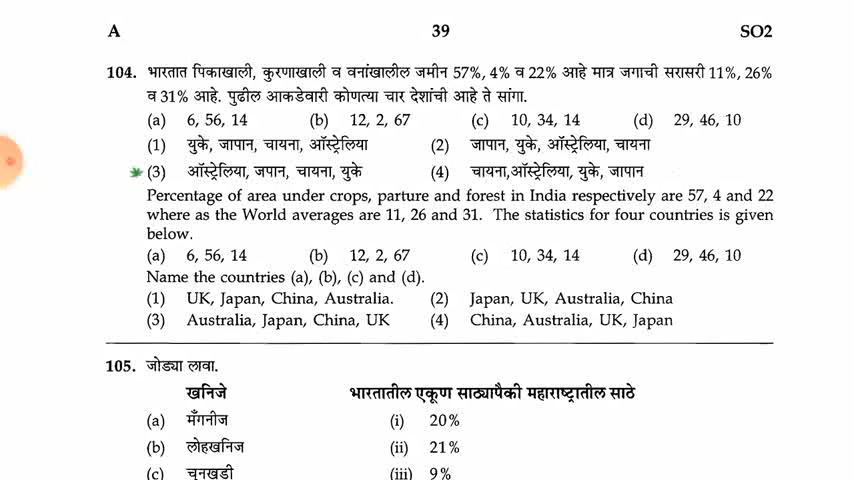 A 39 SO2
104. भारतात पिकाखाली, कुरणाखाली व वनांखालील जमीन 57%, 4% व 22% आहे मात्र जगाची सरासरी 11%, 26%
व 31% आहे. पुढील आकडेवारी कोणत्या चार देशांची आहे ते सांगा.
(a) 6, 56, 14 (b) 12, 2, 67 (c) 10, 34, 14 (d) 29, 46, 10
(1) युके, जापान, चायना, ऑस्ट्रेलिया (2) जापान, युके, ऑस्ट्रेलिया, चायना
(3) ऑस्ट्रेलिया, जपान, चायना, युके (4) चायना,ऑस्ट्रेलिया, युके, जापान
Percentage of area under crops, parture and forest in India respectively are 57, 4 and 22
where as the World averages are 11, 26 and 31. The statistics for four countries is given
below.
(a) 6, 56, 14 (b) 12, 2, 67 (c) 10, 34, 14 (d) 29, 46, 10
Name the countries (a), (b), (c) and (d).
(1) UK, Japan, China, Australia. (2) Japan, UK, Australia, China
(3) Australia, Japan, China, UK (4) China, Australia, UK, Japan
105. जोड्या लावा.
खनिजे भारतातील एकूण साठ्यापैकी महाराष्ट्रातील साठे
(a) मँगनीज (i) 20%
(b) लोहखनिज (ii) 21%
(c) चुनखडी (iii) 9%